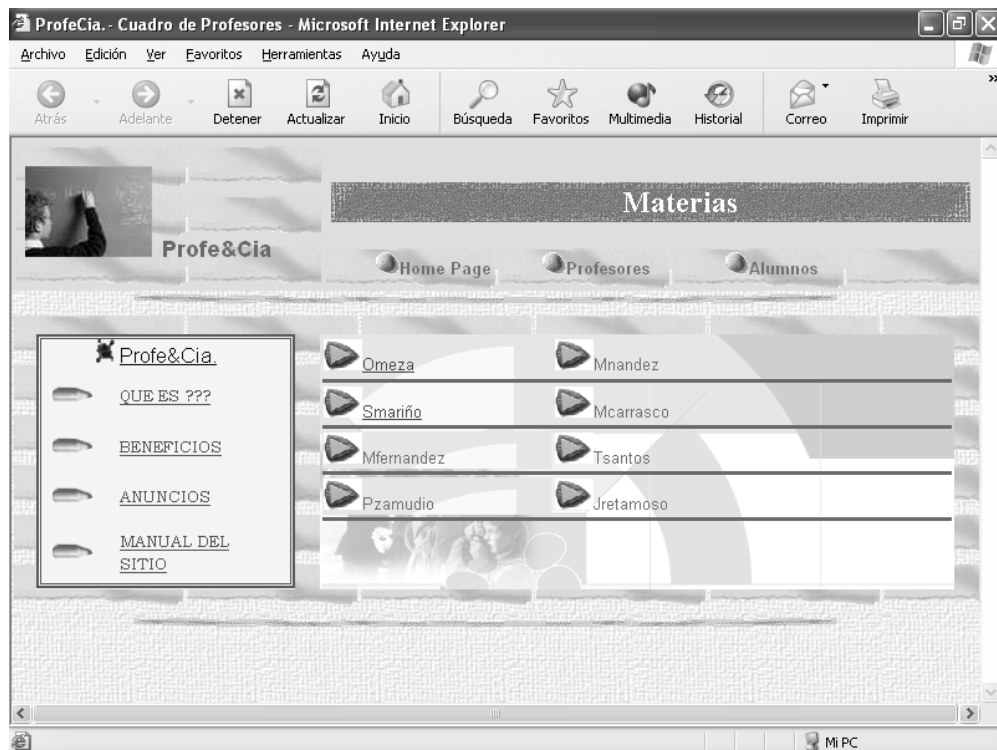 ProfeCia. - Cuadro de Profesores - Microsoft Internet Explorer
Archivo Edición Ver Favoritos Herramientas Ayuda
Atrás Adelante Detener Actualizar Inicio Búsqueda Favoritos Multimedia Historial Correo Imprimir
Materias
Profe&Cia
Home Page Profesores Alumnos
Profe&Cia.
QUE ES ???
BENEFICIOS
ANUNCIOS
MANUAL DEL
SITIO
Omeza Mnandez
Smariño Mcarrasco
Mfernandez Tsantos
Pzamudio Jretamoso
Mi PC